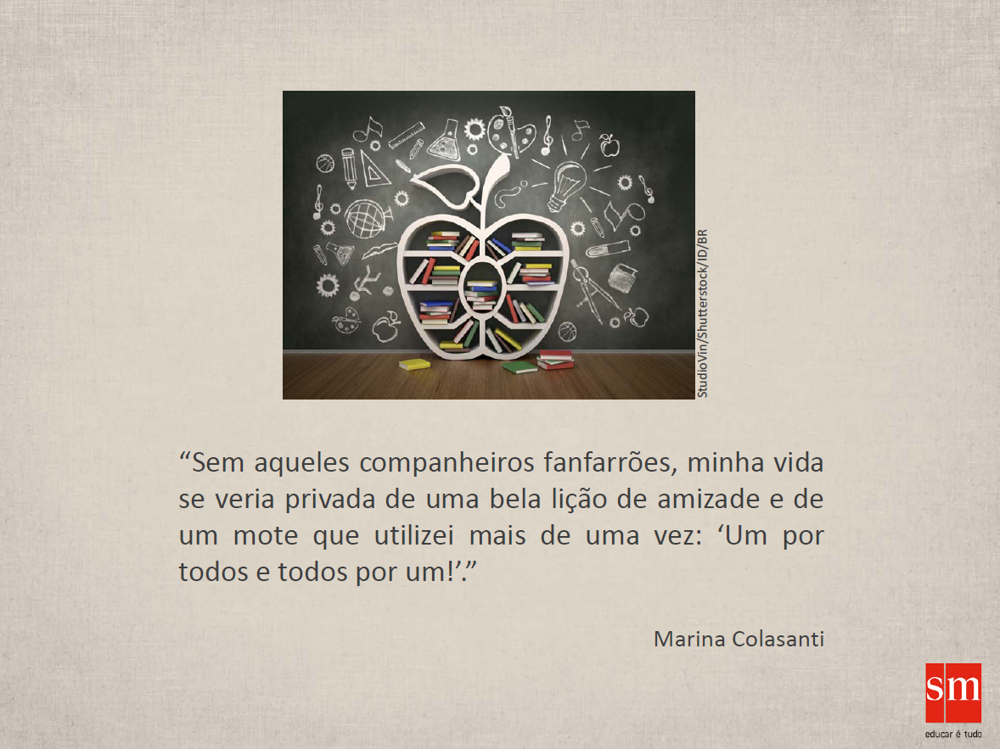 StudioVin/Shutterstock/ID/BR
“Sem aqueles companheiros fanfarrões, minha vida
se veria privada de uma bela lição de amizade e de
um mote que utilizei mais de uma vez: ‘Um por
todos e todos por um!’.”
Marina Colasanti
sm
educar é tudo